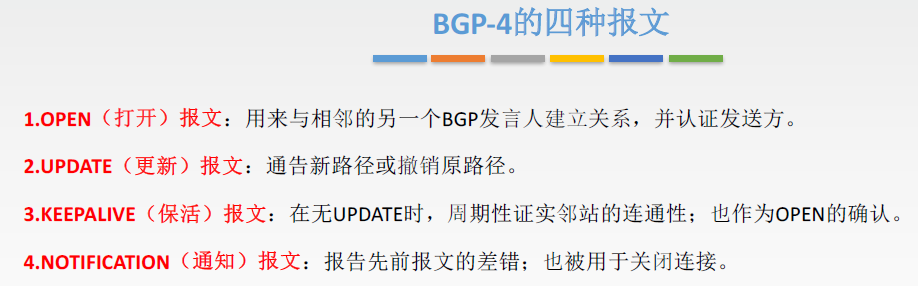 BGP-4的四种报文
1.OPEN（打开）报文：用来与相邻的另一个BGP发言人建立关系，并认证发送方。
2.UPDATE（更新）报文：通告新路径或撤销原路径。
3.KEEPALIVE（保活）报文：在无UPDATE时，周期性证实邻站的连通性；也作为OPEN的确认。
4.NOTIFICATION（通知）报文：报告先前报文的差错；也被用于关闭连接。